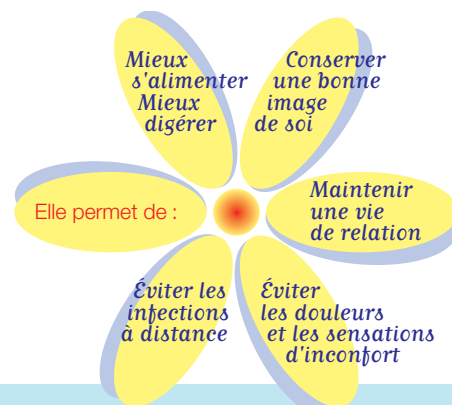 Elle permet de :
Mieux
s'alimenter
Mieux
digérer
Conserver
une bonne
image
de soi
Maintenir
une vie
de relation
Éviter
les douleurs
et les sensations
d'inconfort
Éviter les
infections
à distance